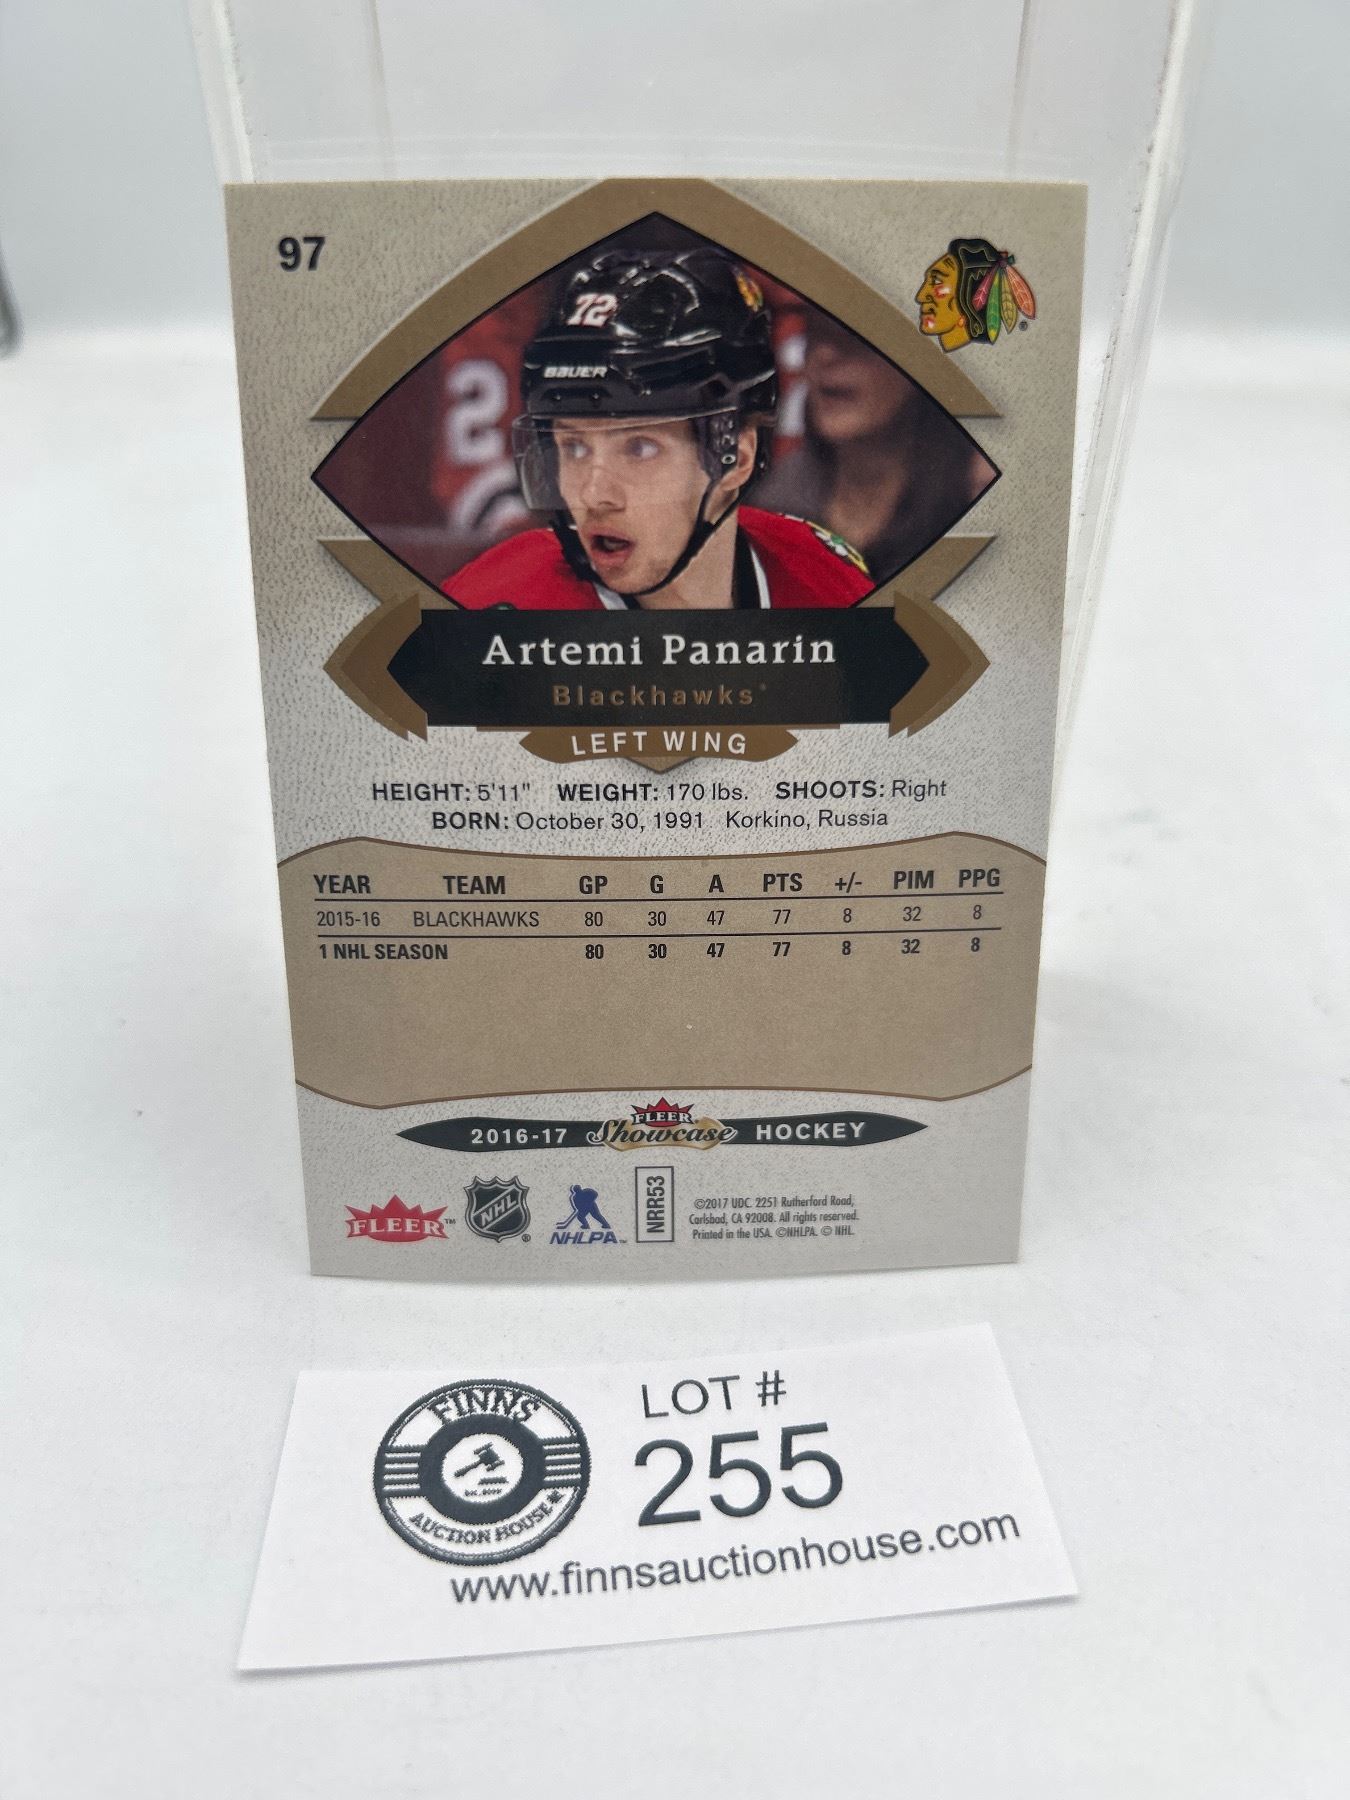 97
72
BAUER
2
Artemi Panarin
Blackhawks
LEFT WING
HEIGHT: 5'11" WEIGHT: 170 lbs. SHOOTS: Right
BORN: October 30, 1991 Korkino, Russia
YEAR TEAM GP G A PTS +/- PIM PPG
2015-16 BLACKHAWKS 80 30 47 77 8 32 8
1 NHL SEASON 80 30 47 77 8 32 8
2016-17 FLEER Showcase HOCKEY
FLEER™ NHL ® NHLPA™ NRR53
©2017 UDC. 2251 Rutherford Road,
Carlsbad, CA 92008. All rights reserved.
Printed in the USA. ©NHLPA. © NHL.
FINNS
AUCTION HOUSE
LOT #
255
www.finnsauctionhouse.com